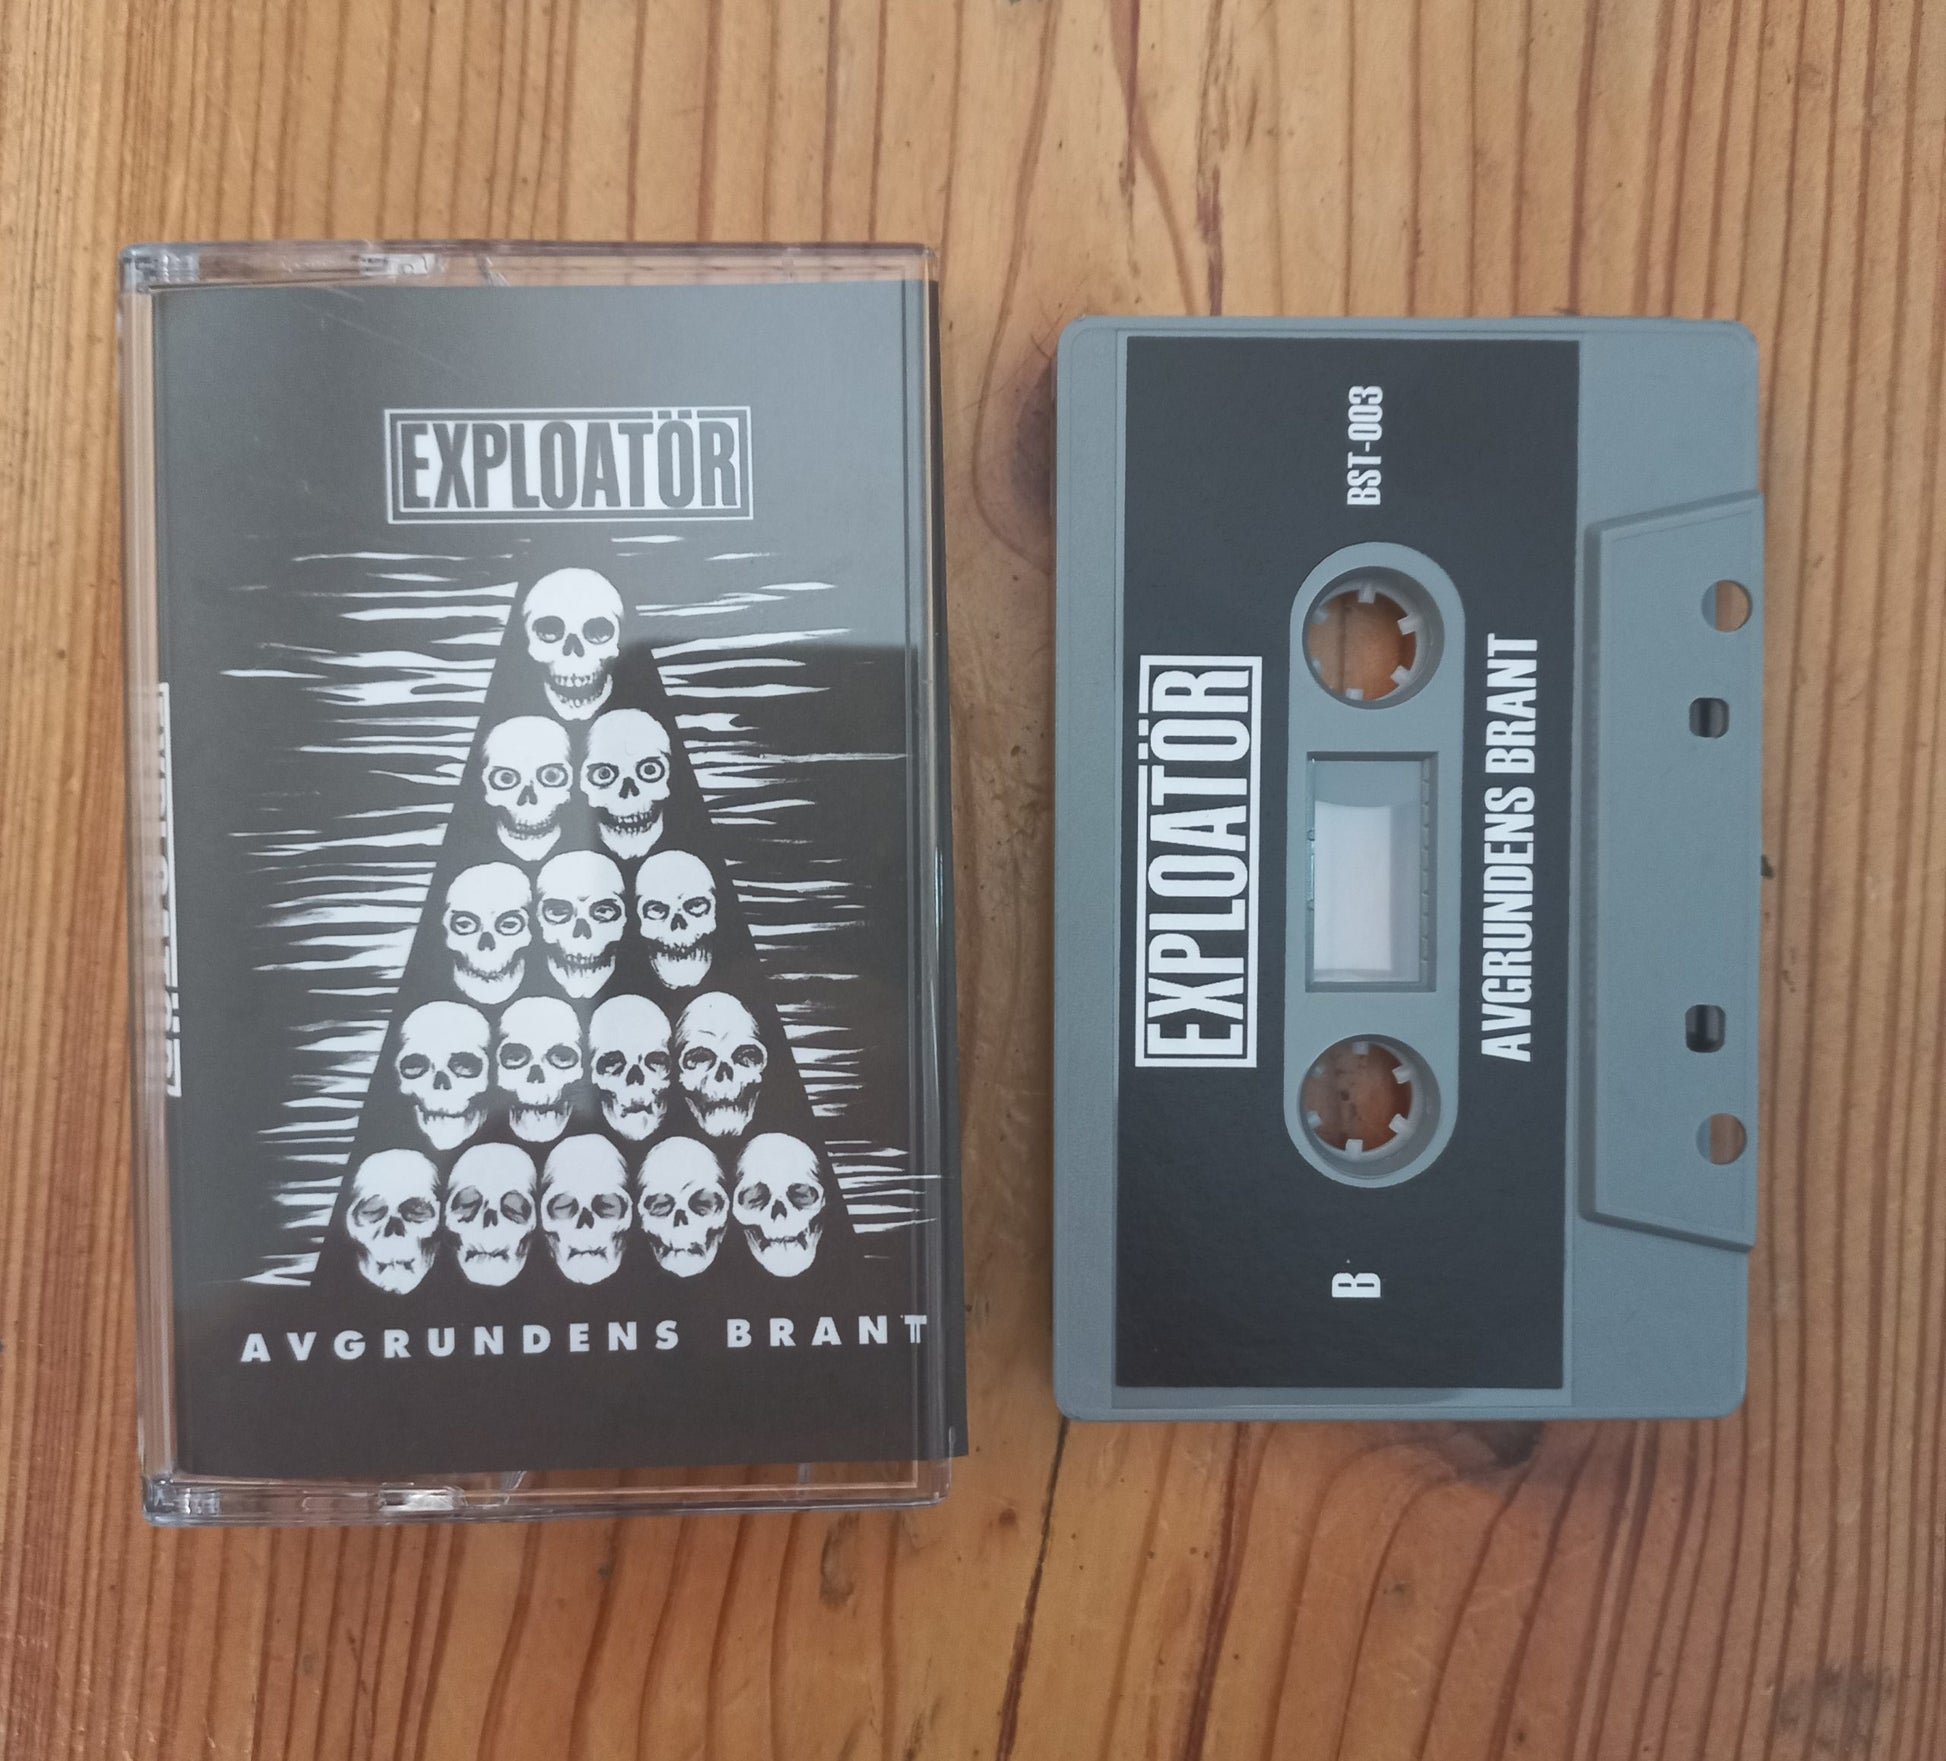 EXPLOATÖR
AVGRUNDENS BRANT
EXPLOATÖR
BST-003
B
AVGRUNDENS BRANT